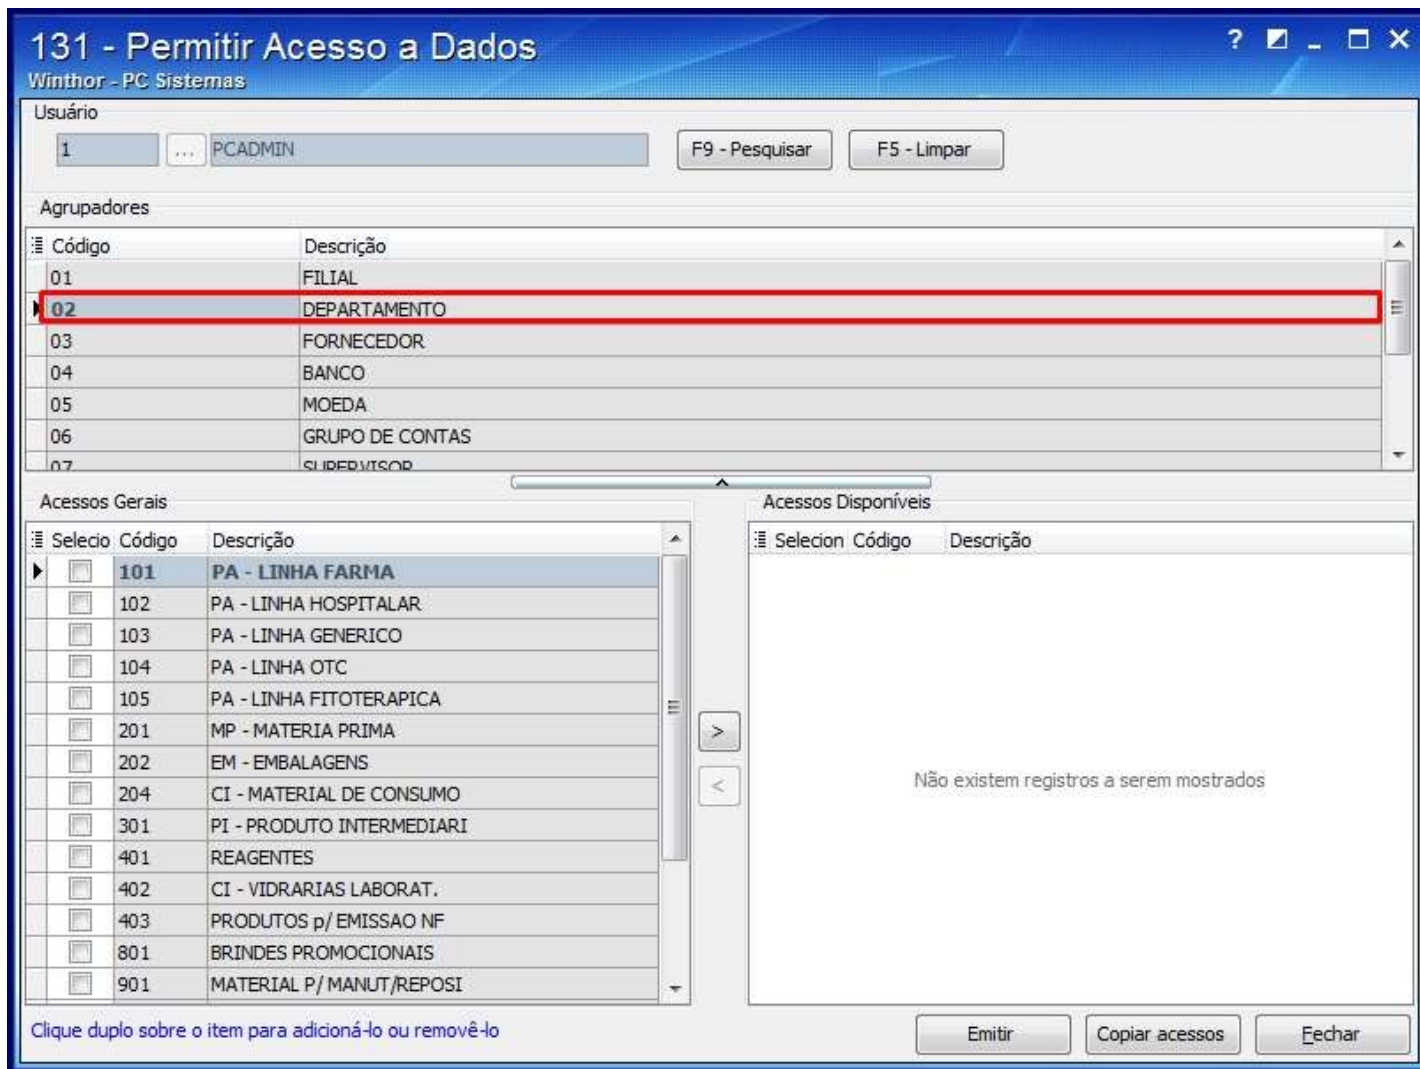 131 - Permitir Acesso a Dados
Winthor - PC Sistemas
Usuário
1 ... PCADMIN F9 - Pesquisar F5 - Limpar
Agrupadores
Código Descrição
01 FILIAL
02 DEPARTAMENTO
03 FORNECEDOR
04 BANCO
05 MOEDA
06 GRUPO DE CONTAS
07 SUPERVISOR
Acessos Gerais
Selecio Código Descrição
101 PA - LINHA FARMA
102 PA - LINHA HOSPITALAR
103 PA - LINHA GENERICO
104 PA - LINHA OTC
105 PA - LINHA FITOTERAPICA
201 MP - MATERIA PRIMA
202 EM - EMBALAGENS
204 CI - MATERIAL DE CONSUMO
301 PI - PRODUTO INTERMEDIARI
401 REAGENTES
402 CI - VIDRARIAS LABORAT.
403 PRODUTOS p/ EMISSAO NF
801 BRINDES PROMOCIONAIS
901 MATERIAL P/ MANUT/REPOSI
>
<
Acessos Disponíveis
Selecion Código Descrição
Não existem registros a serem mostrados
Clique duplo sobre o item para adicioná-lo ou removê-lo
Emitir Copiar acessos Fechar